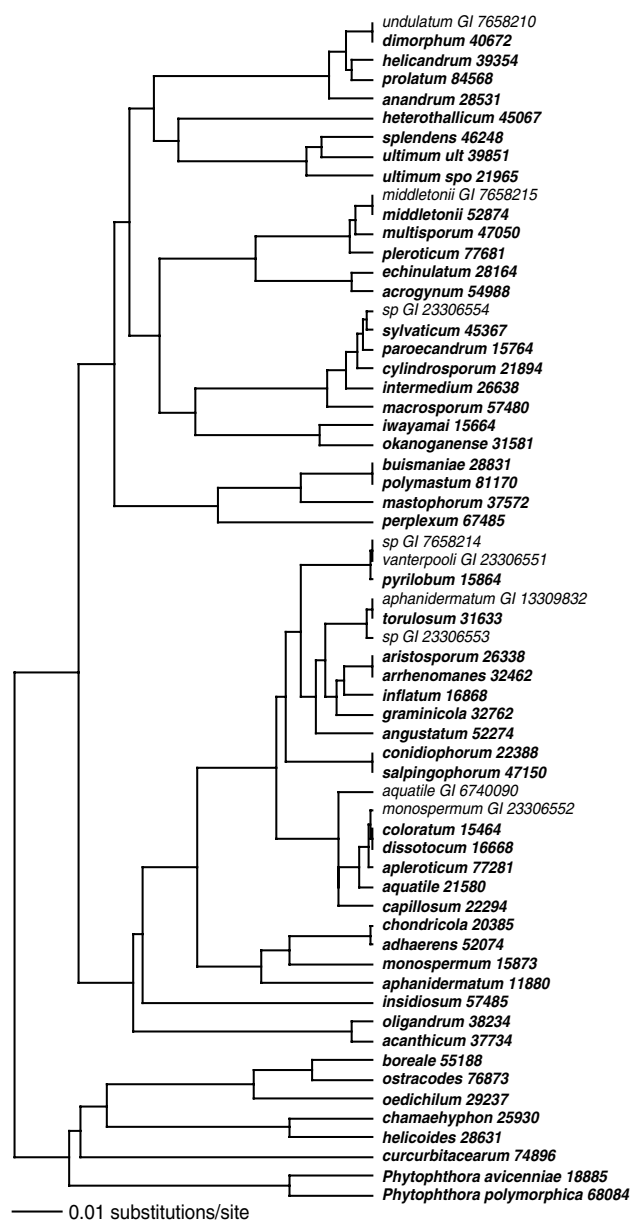 undulatum GI 7658210
dimorphum 40672
helicandrum 39354
prolatum 84568
anandrum 28531
heterothallicum 45067
splendens 46248
ultimum ult 39851
ultimum spo 21965
middletonii GI 7658215
middletonii 52874
multisporum 47050
pleroticum 77681
echinulatum 28164
acrogynum 54988
sp GI 23306554
sylvaticum 45367
paroecandrum 15764
cylindrosporum 21894
intermedium 26638
macrosporum 57480
iwayamai 15664
okanoganense 31581
buismaniae 28831
polymastum 81170
mastophorum 37572
perplexum 67485
sp GI 7658214
vanterpooli GI 23306551
pyrilobum 15864
aphanidermatum GI 13309832
torulosum 31633
sp GI 23306553
aristosporum 26338
arrhenomanes 32462
inflatum 16868
graminicola 32762
angustatum 52274
conidiophorum 22388
salpingophorum 47150
aquatile GI 6740090
monospermum GI 23306552
coloratum 15464
dissotocum 16668
apleroticum 77281
aquatile 21580
capillosum 22294
chondricola 20385
adhaerens 52074
monospermum 15873
aphanidermatum 11880
insidiosum 57485
oligandrum 38234
acanthicum 37734
boreale 55188
ostracodes 76873
oedichilum 29237
chamaehyphon 25930
helicoides 28631
curcurbitacearum 74896
Phytophthora avicenniae 18885
Phytophthora polymorphica 68084
0.01 substitutions/site